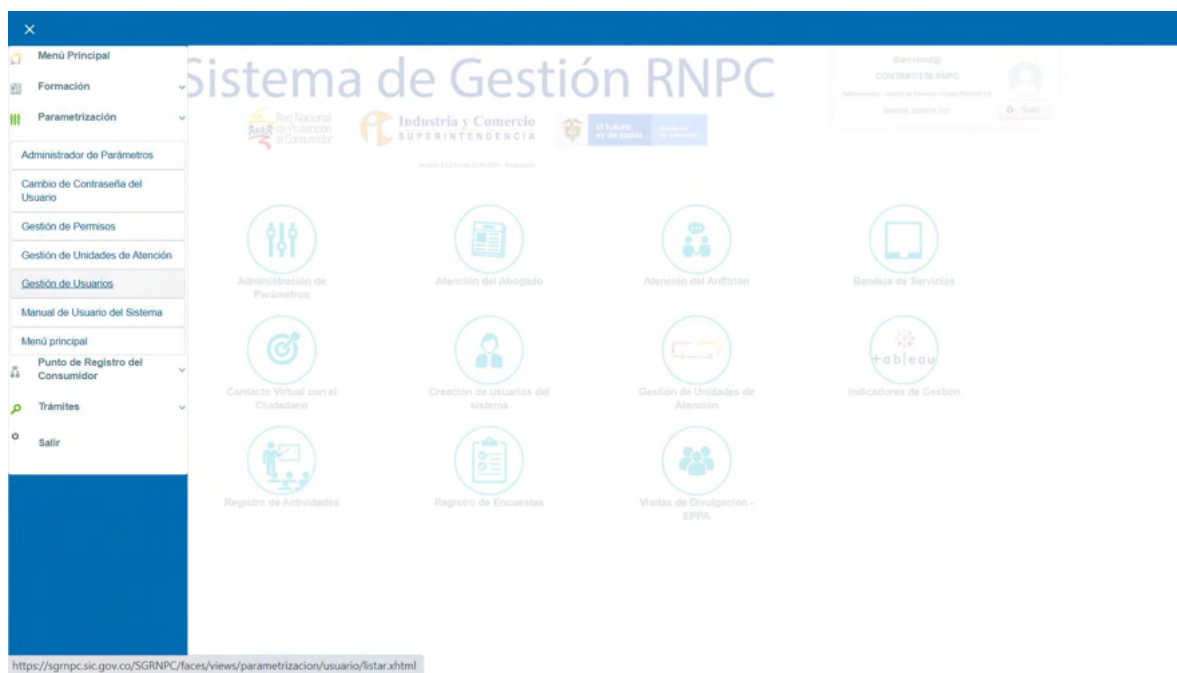 ×
Menú Principal
Formación
Parametrización
Administrador de Parámetros
Cambio de Contraseña del
Usuario
Gestión de Permisos
Gestión de Unidades de Atención
Gestión de Usuarios
Manual de Usuario del Sistema
Menú principal
Punto de Registro del
Consumidor
Trámites
Salir
Sistema de Gestión RNPC
Bienvenid@
CONTRATISTA RNPC
Salir
Red Nacional
de Protección
al Consumidor
Industria y Comercio
SUPERINTENDENCIA
El futuro
es de todos
Administración de
Parámetros
Atención del Abogado
Atención del Anfitrión
Bandeja de Servicios
Contacto Virtual con el
Ciudadano
Creación de usuarios del
sistema
Gestión de Unidades de
Atención
+ableau
Indicadores de Gestión
Registro de Actividades
Registro de Encuestas
Visitas de Divulgación -
EPPA
https://sgrnpc.sic.gov.co/SGRNPC/faces/views/parametrizacion/usuario/listar.xhtml